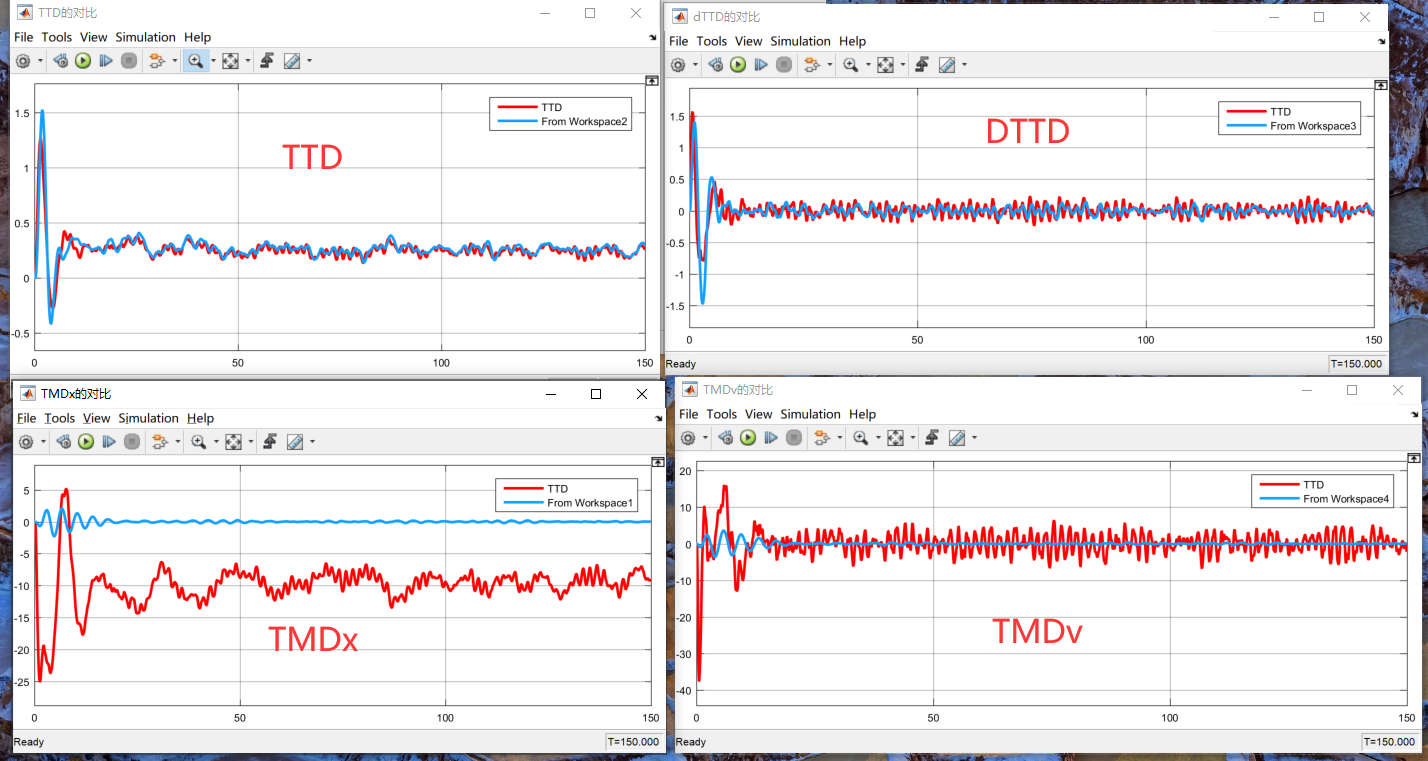 TTD的对比
File Tools View Simulation Help
1.5
1
0.5
0
-0.5
0 50 100 150
TTD
From Workspace2
TTD
dTTD的对比
File Tools View Simulation Help
1.5
1
0.5
0
-0.5
-1
-1.5
0 50 100 150
TTD
From Workspace3
DTTD
Ready T=150.000
TMDx的对比
File Tools View Simulation Help
5
0
-5
-10
-15
-20
-25
0 50 100 150
TTD
From Workspace1
TMDx
Ready T=150.000
TMDv的对比
File Tools View Simulation Help
20
10
0
-10
-20
-30
-40
0 50 100 150
TTD
From Workspace4
TMDv
Ready T=150.000